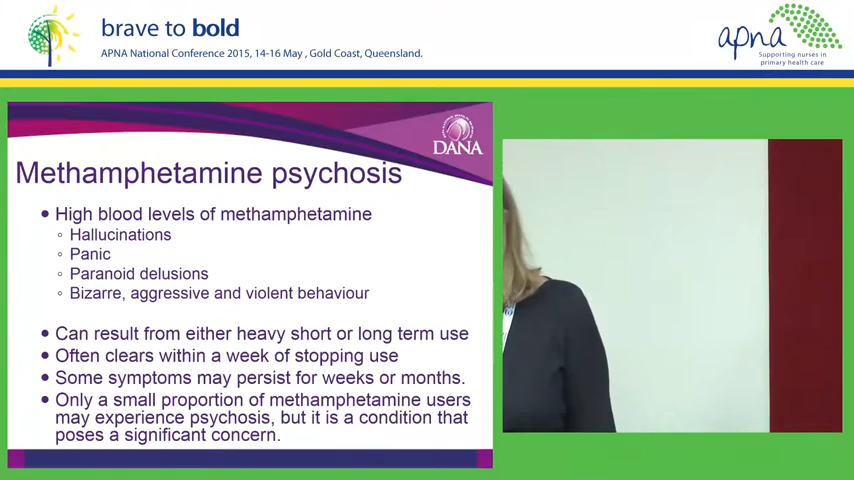 brave to bold
APNA National Conference 2015, 14-16 May , Gold Coast, Queensland.
apna
Supporting nurses in
primary health care
DANA
Methamphetamine psychosis
• High blood levels of methamphetamine
◦ Hallucinations
◦ Panic
◦ Paranoid delusions
◦ Bizarre, aggressive and violent behaviour
• Can result from either heavy short or long term use
• Often clears within a week of stopping use
• Some symptoms may persist for weeks or months.
• Only a small proportion of methamphetamine users
may experience psychosis, but it is a condition that
poses a significant concern.